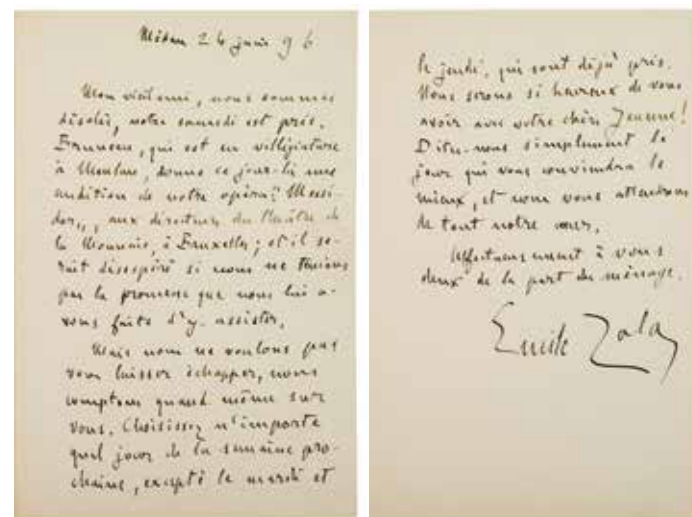 Médan 24 juin 96
Mon vieil ami, nous sommes
désolés, notre samedi est pris.
Bruneau, qui est en villégiature
à Moulans, donne ce jour-là une
audition de notre opéra: "Messi-
dor", aux directeurs du théâtre de
la Monnaie, à Bruxelles; et il se-
rait désespéré si nous ne tenions
pas la promesse que nous lui a-
vons faite d'y assister.
Mais nous ne voulons pas
vous laisser échapper, nous
comptons quand même sur
vous. Choisissez n'importe
quel jour de la semaine pro-
chaine, excepté le mardi et
le jeudi, qui sont déjà pris.
Nous serons si heureux de vous
avoir avec votre chère Jeanne!
Dites-nous simplement le
jour qui vous conviendra le
mieux, et nous vous attendrons
de tout notre cœur.
Affectueusement à vous
deux de la part du ménage.
Emile Zola